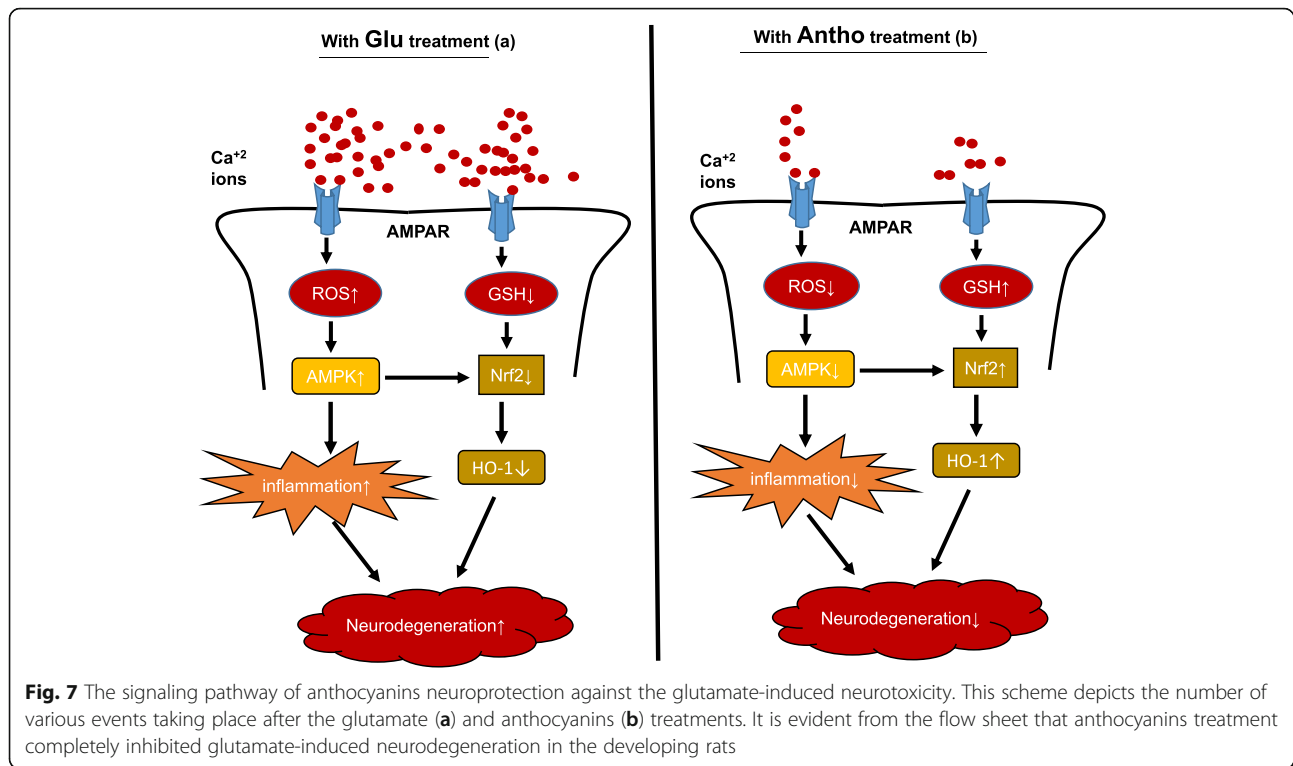 With Glu treatment (a)
Ca+2
ions
AMPAR
ROS↑
GSH↓
AMPK↑
Nrf2↓
inflammation↑
HO-1↓
Neurodegeneration↑
With Antho treatment (b)
Ca+2
ions
AMPAR
ROS↓
GSH↑
AMPK↓
Nrf2↑
inflammation↓
HO-1↑
Neurodegeneration↓
Fig. 7 The signaling pathway of anthocyanins neuroprotection against the glutamate-induced neurotoxicity. This scheme depicts the number of
various events taking place after the glutamate (a) and anthocyanins (b) treatments. It is evident from the flow sheet that anthocyanins treatment
completely inhibited glutamate-induced neurodegeneration in the developing rats